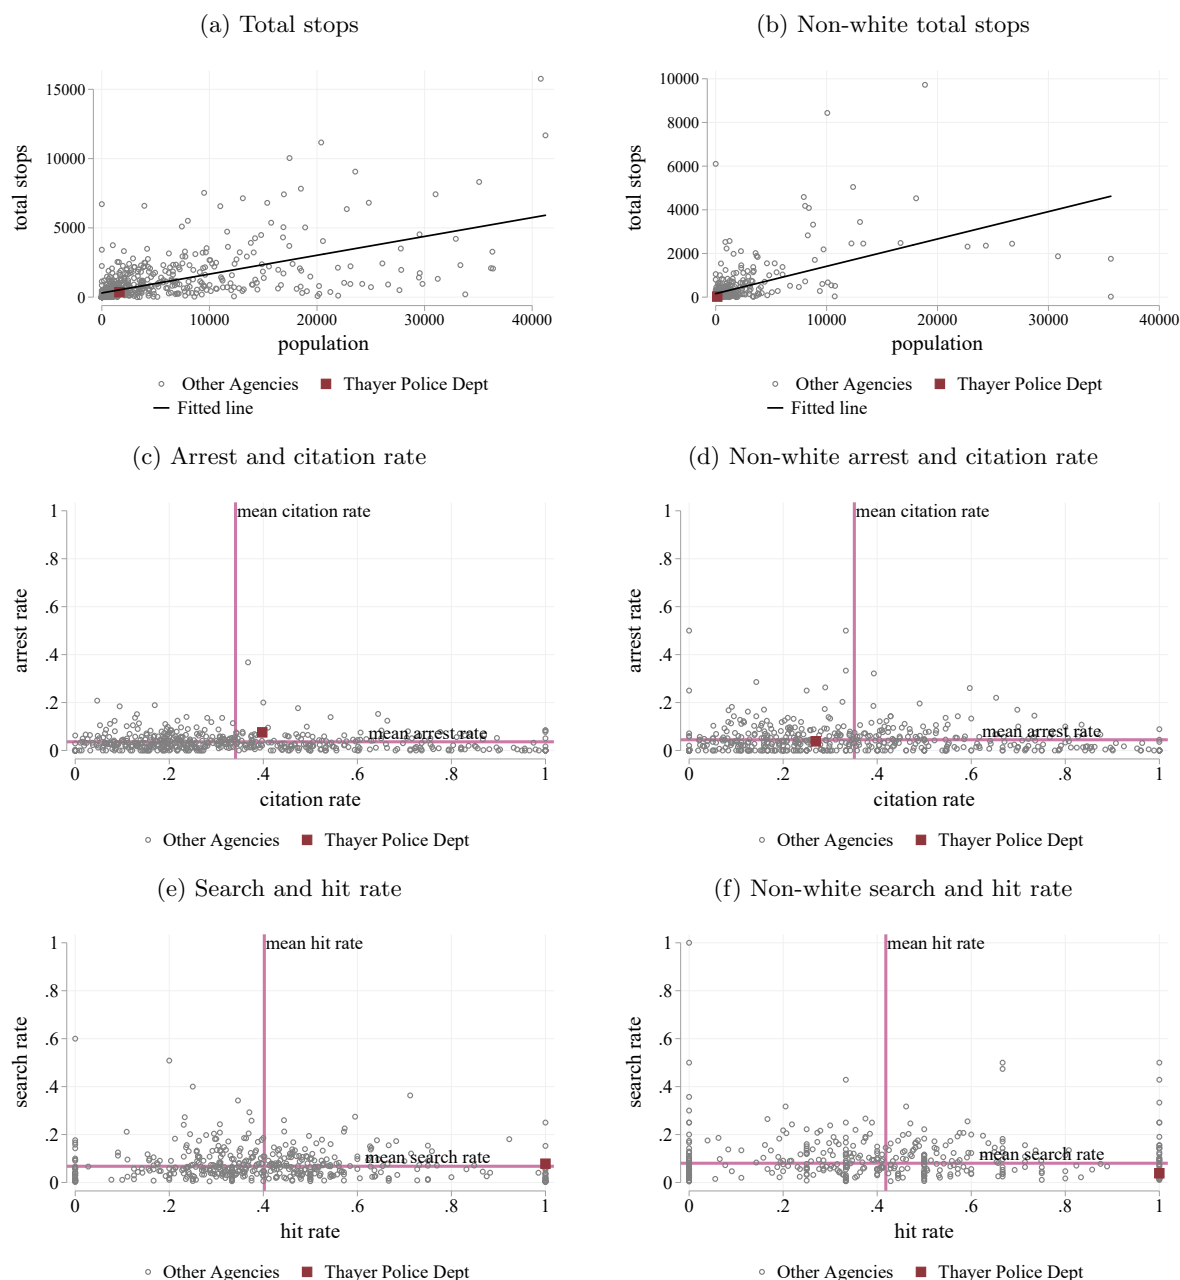 (a) Total stops
(b) Non-white total stops
total stops
15000
10000
5000
0
0
10000
20000
30000
40000
population
Other Agencies
Thayer Police Dept
Fitted line
total stops
10000
8000
6000
4000
2000
0
0
10000
20000
30000
40000
population
Other Agencies
Thayer Police Dept
Fitted line
(c) Arrest and citation rate
(d) Non-white arrest and citation rate
mean citation rate
arrest rate
1
.8
.6
.4
.2
0
mean arrest rate
0
.2
.4
.6
.8
1
citation rate
Other Agencies
Thayer Police Dept
mean citation rate
arrest rate
1
.8
.6
.4
.2
0
mean arrest rate
0
.2
.4
.6
.8
1
citation rate
Other Agencies
Thayer Police Dept
(e) Search and hit rate
(f) Non-white search and hit rate
mean hit rate
search rate
1
.8
.6
.4
.2
0
mean search rate
0
.2
.4
.6
.8
1
hit rate
Other Agencies
Thayer Police Dept
mean hit rate
search rate
1
.8
.6
.4
.2
0
mean search rate
0
.2
.4
.6
.8
1
hit rate
Other Agencies
Thayer Police Dept